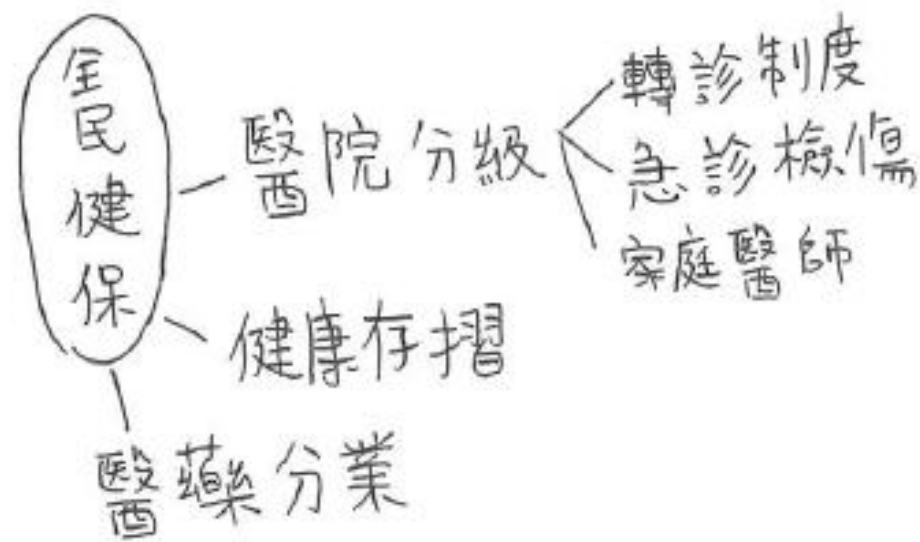 全民健保
醫院分級
轉診制度
急診檢傷
家庭醫師
健康存摺
醫藥分業